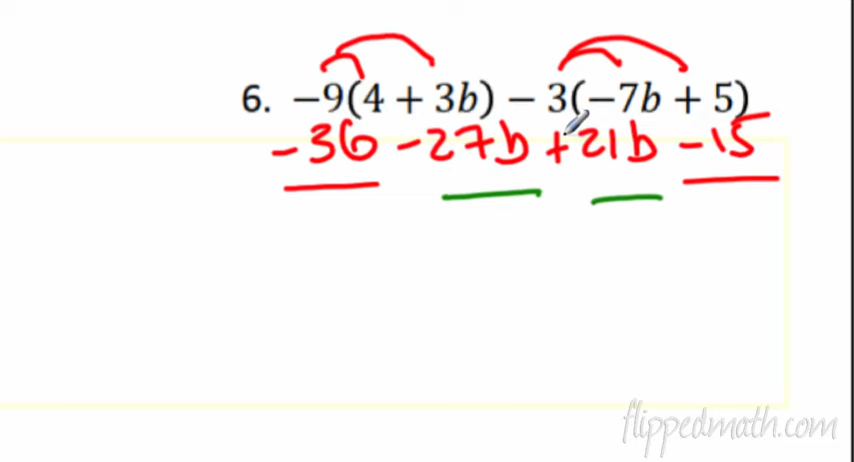 6. −9(4 + 3b) − 3(−7b + 5)
-36 -27b +21b -15
flippedmath.com